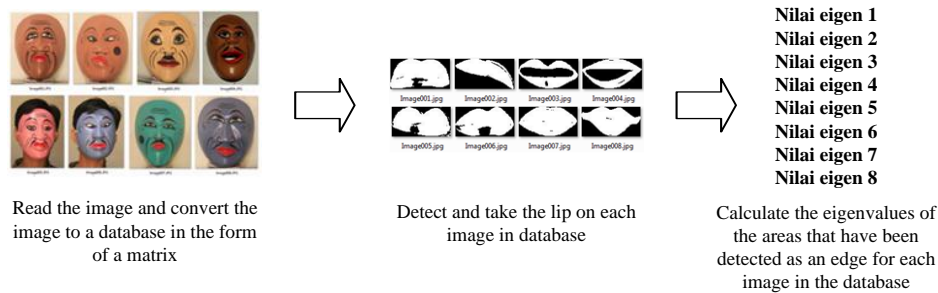 Nilai eigen 1
Nilai eigen 2
Nilai eigen 3
Nilai eigen 4
Nilai eigen 5
Nilai eigen 6
Nilai eigen 7
Nilai eigen 8
Image001.jpg
Image002.jpg
Image003.jpg
Image004.jpg
Image005.jpg
Image006.jpg
Image007.jpg
Image008.jpg
Read the image and convert the
image to a database in the form
of a matrix
Detect and take the lip on each
image in database
Calculate the eigenvalues of
the areas that have been
detected as an edge for each
image in the database